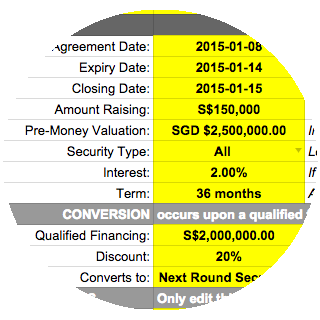 Agreement Date: 2015-01-08
Expiry Date: 2015-01-14
Closing Date: 2015-01-15
Amount Raising: S$150,000
Pre-Money Valuation: SGD $2,500,000.00
Security Type: All
Interest: 2.00% If
Term: 36 months
CONVERSION occurs upon a qualified
Qualified Financing: S$2,000,000.00
Discount: 20%
Converts to: Next Round
Only edit